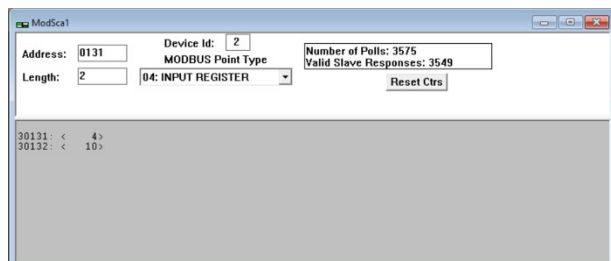 ModSca1
Address: 0131
Device Id: 2
MODBUS Point Type
Length: 2
04: INPUT REGISTER
Number of Polls: 3575
Valid Slave Responses: 3549
Reset Ctrs
30131: <    4>
30132: <   10>